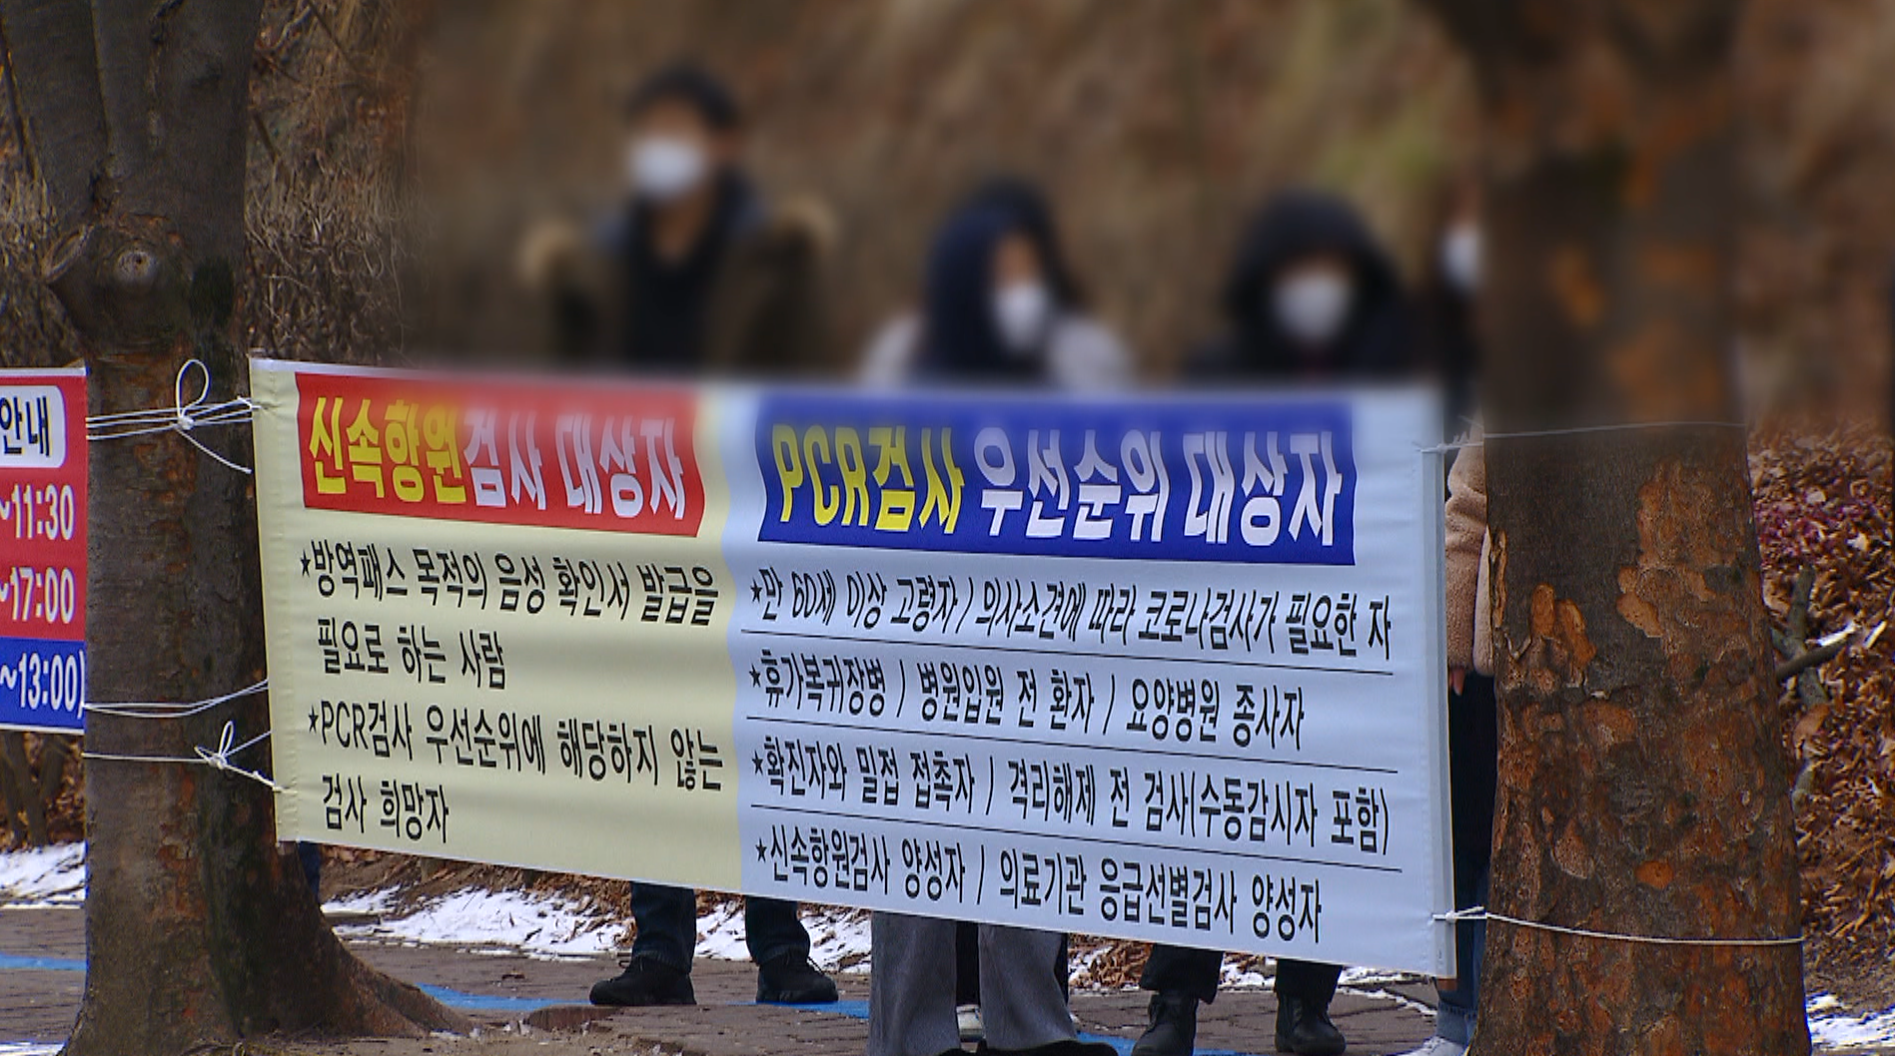 안내
~11:30
~17:00
~13:00)
신속항원검사 대상자
★방역패스 목적의 음성 확인서 발급을
필요로 하는 사람
★PCR검사 우선순위에 해당하지 않는
검사 희망자
PCR검사 우선순위 대상자
★만 60세 이상 고령자 / 의사소견에 따라 코로나검사가 필요한 자
★휴가복귀장병 / 병원입원 전 환자 / 요양병원 종사자
★확진자와 밀접 접촉자 / 격리해제 전 검사(수동감시자 포함)
★신속항원검사 양성자 / 의료기관 응급선별검사 양성자